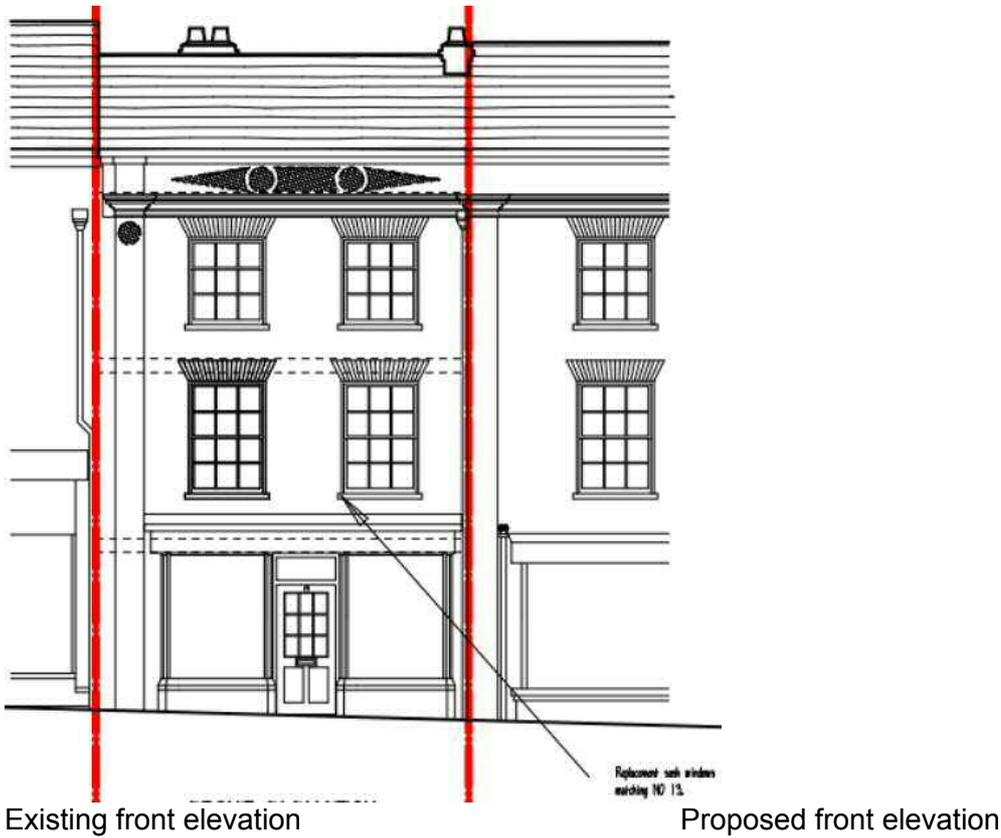 Replacement sash windows
matching NO 13.
Existing front elevation
Proposed front elevation